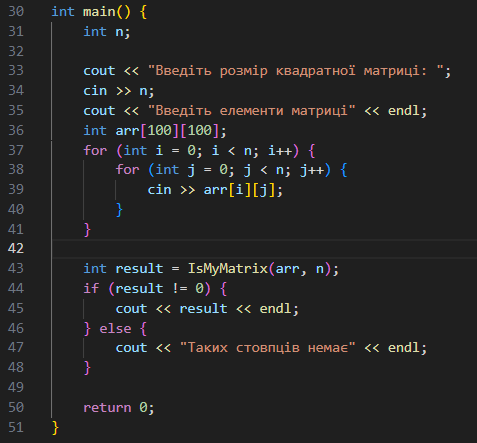 30 int main() {
31     int n;
32
33     cout << "Введіть розмір квадратної матриці: ";
34     cin >> n;
35     cout << "Введіть елементи матриці" << endl;
36     int arr[100][100];
37     for (int i = 0; i < n; i++) {
38         for (int j = 0; j < n; j++) {
39             cin >> arr[i][j];
40         }
41     }
42
43     int result = IsMyMatrix(arr, n);
44     if (result != 0) {
45         cout << result << endl;
46     } else {
47         cout << "Таких стовпців немає" << endl;
48     }
49
50     return 0;
51 }